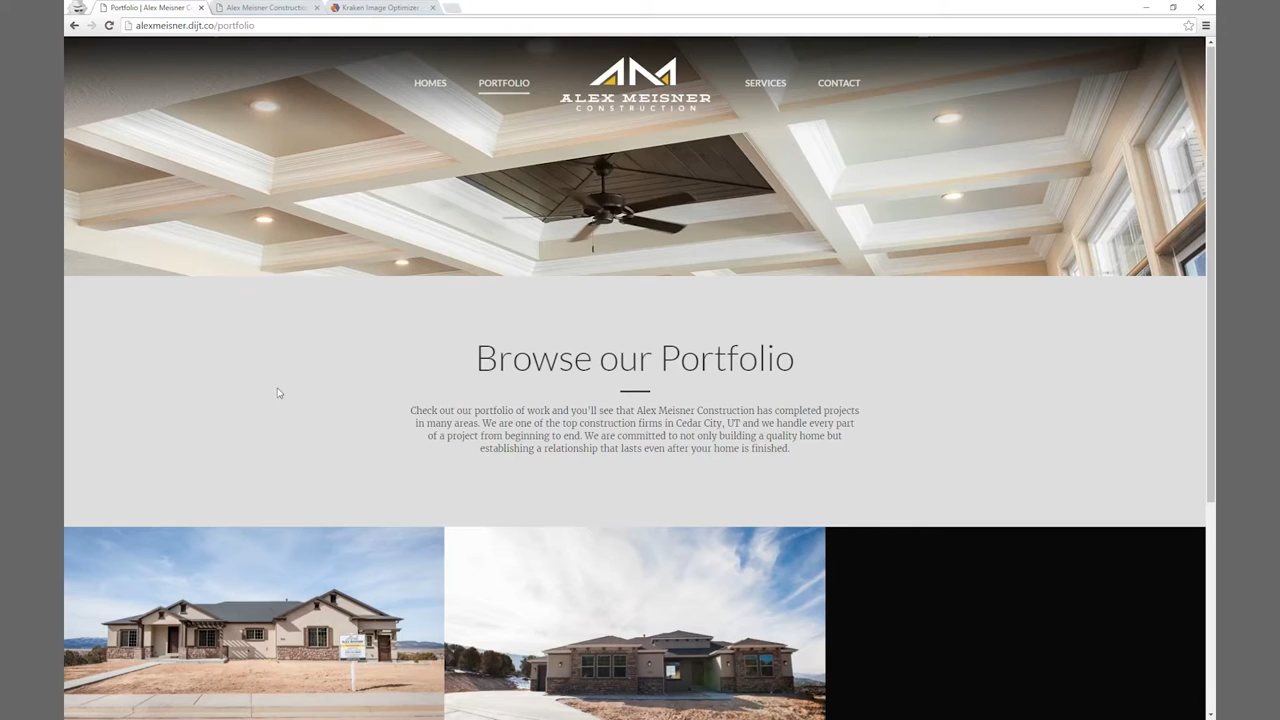 Portfolio | Alex Meisner C
Alex Meisner Construction
Kraken Image Optimizer
alexmeisner.dijt.co/portfolio
HOMES
PORTFOLIO
AM
ALEX MEISNER
CONSTRUCTION
SERVICES
CONTACT
Browse our Portfolio
Check out our portfolio of work and you'll see that Alex Meisner Construction has completed projects
in many areas. We are one of the top construction firms in Cedar City, UT and we handle every part
of a project from beginning to end. We are committed to not only building a quality home but
establishing a relationship that lasts even after your home is finished.